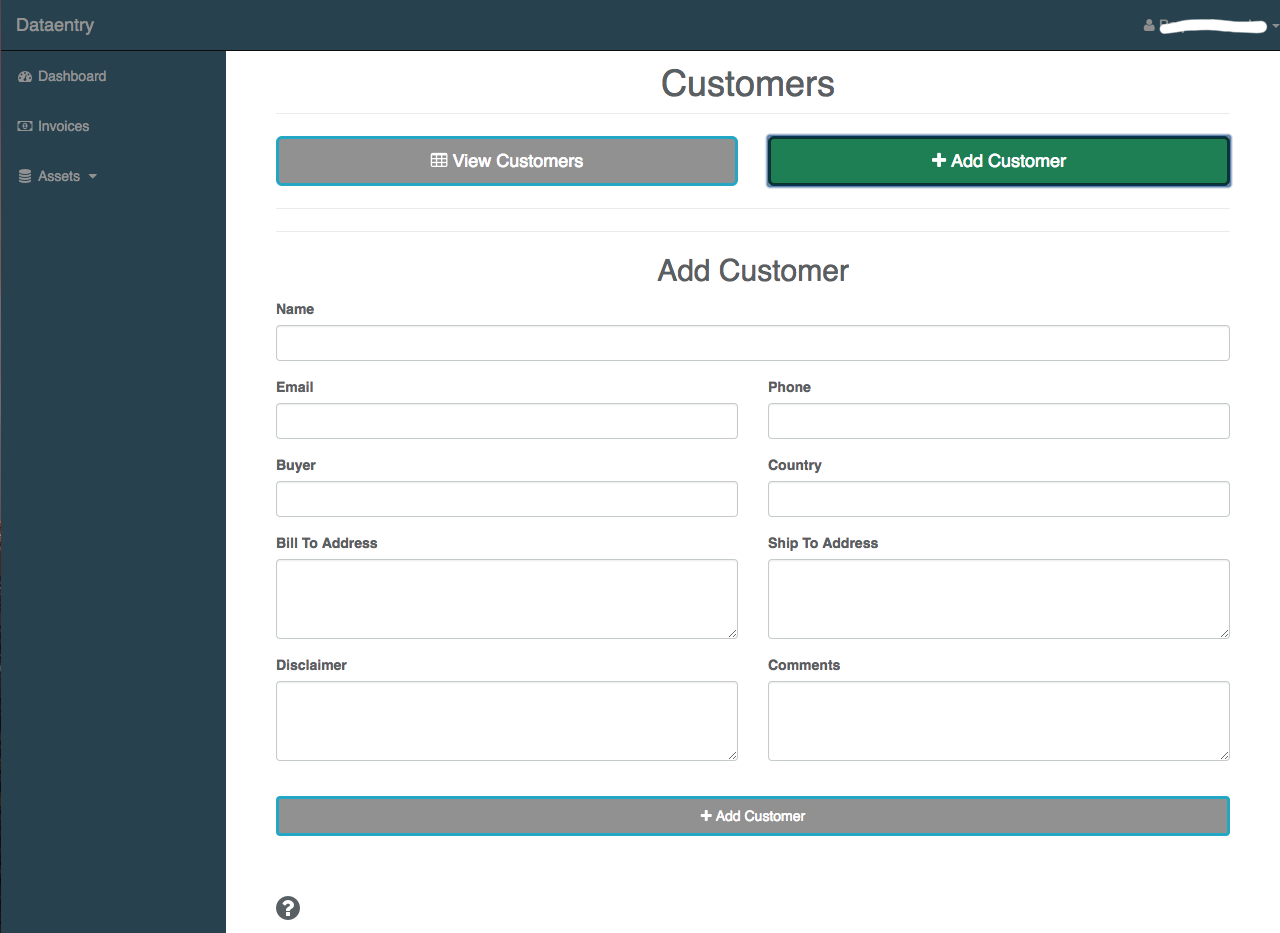 Dataentry
Dashboard
Invoices
Assets
Customers
View Customers
Add Customer
Add Customer
Name
Email Phone
Buyer Country
Bill To Address Ship To Address
Disclaimer Comments
Add Customer
?